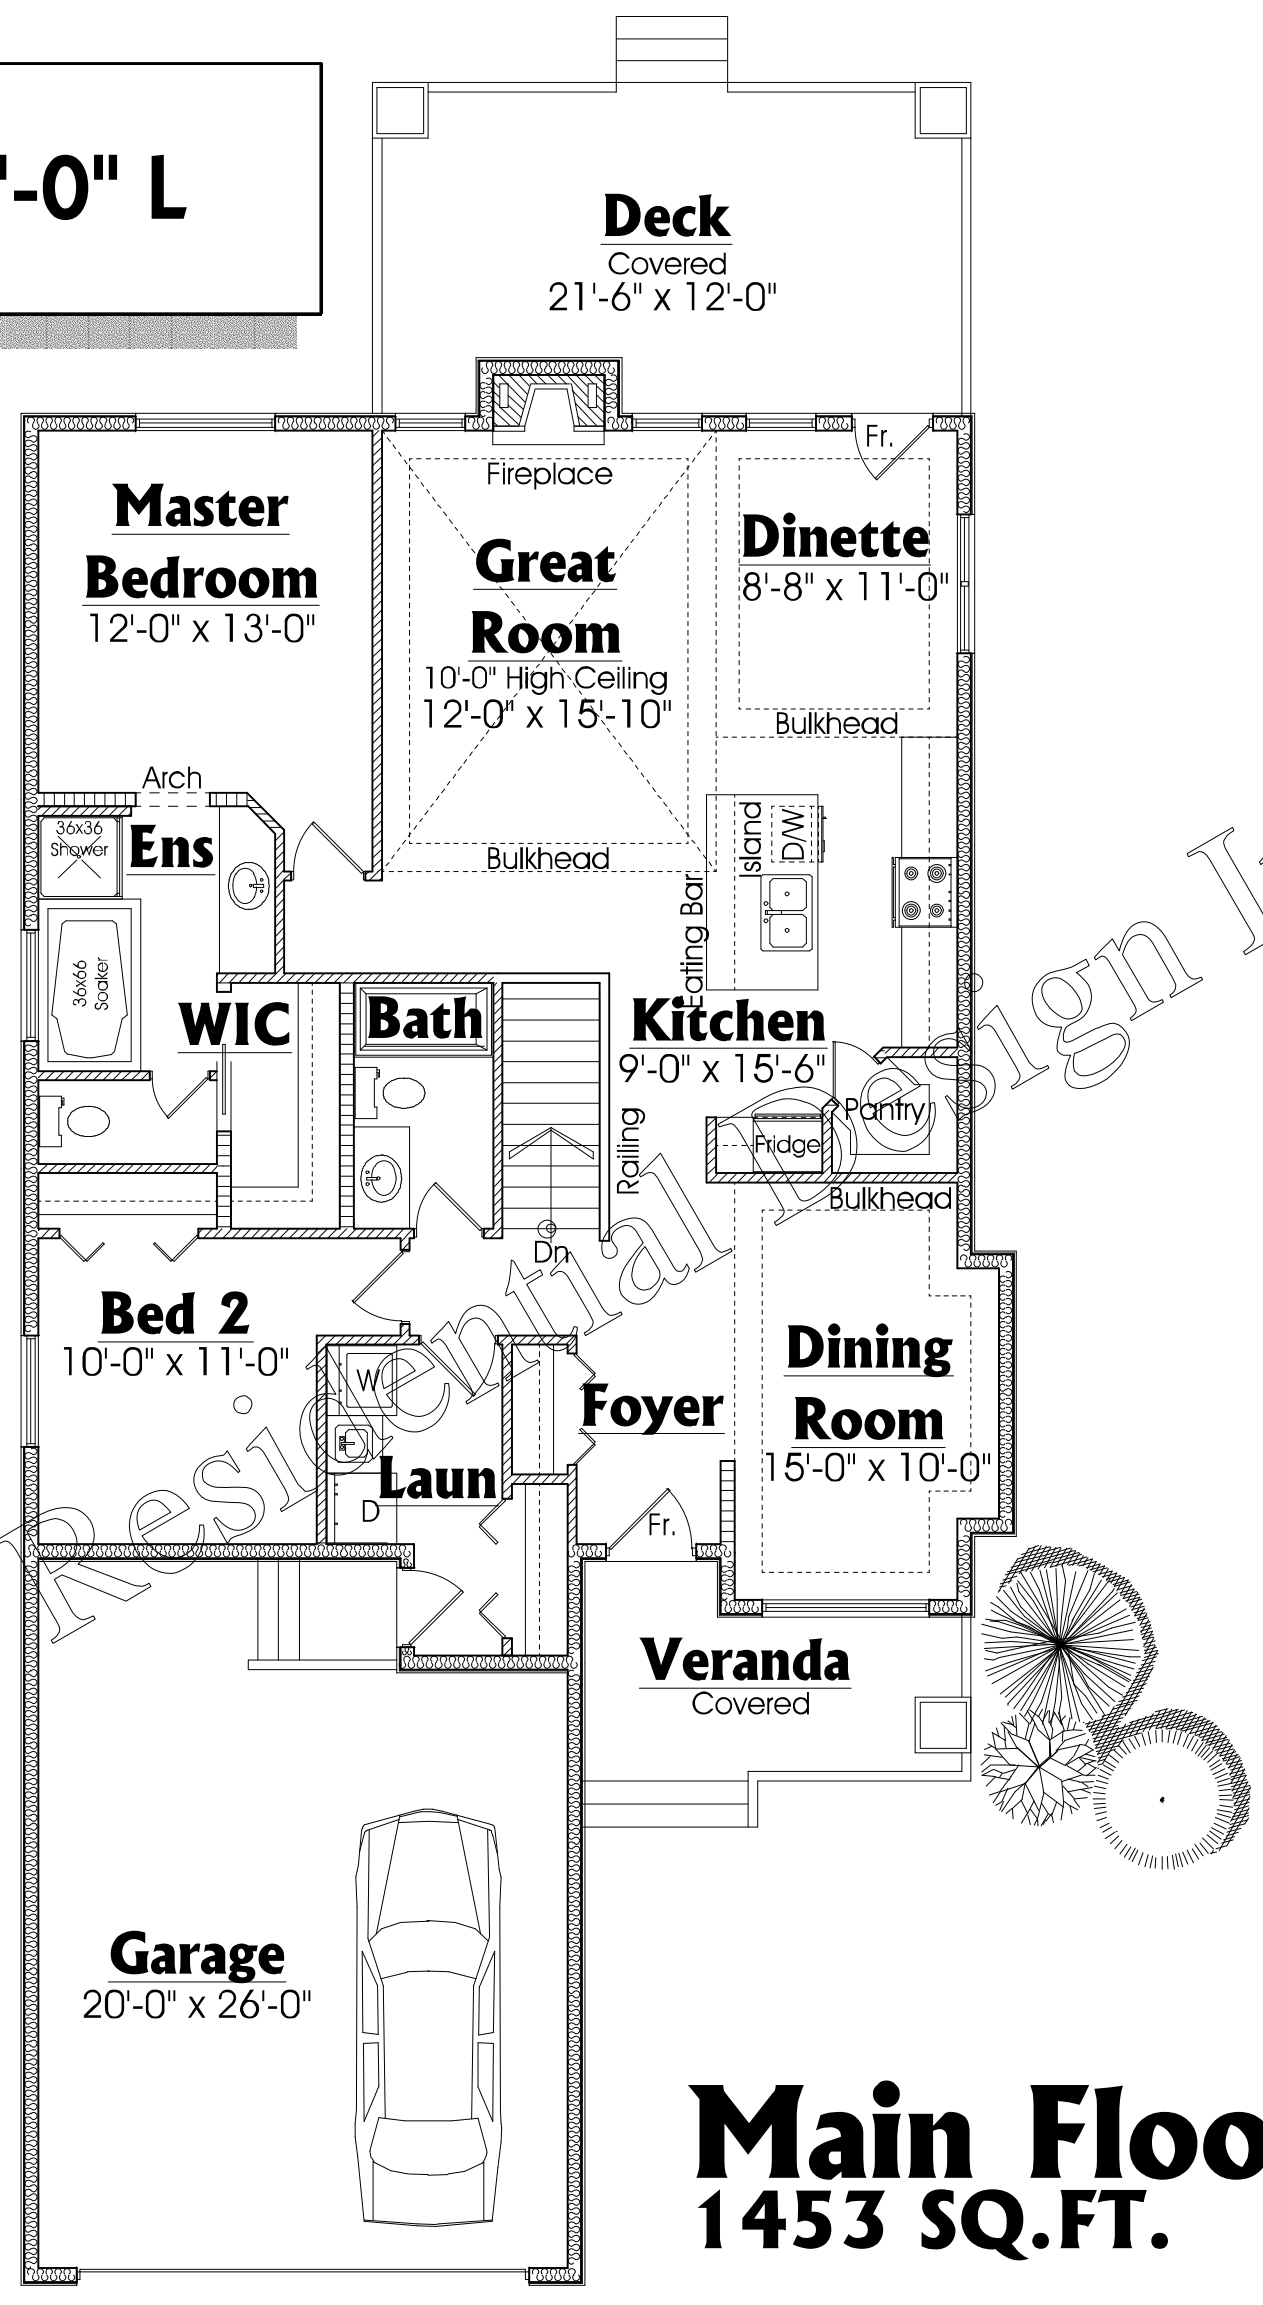 '-0" L
Deck
Covered
21'-6" x 12'-0"
Fr.
Fireplace
Master
Bedroom
12'-0" x 13'-0"
Great
Room
10'-0" High Ceiling
12'-0" x 15'-10"
Dinette
8'-8" x 11'-0"
Bulkhead
Arch
Bulkhead
36x36
Shower
Ens
Island
D/W
Eating Bar
36x66
Soaker
WIC
Bath
Kitchen
9'-0" x 15'-6"
Pantry
Fridge
Railing
Bulkhead
Dn
Bed 2
10'-0" x 11'-0"
W
Laun
D
Foyer
Dining
Room
15'-0" x 10'-0"
Fr.
Veranda
Covered
Residential Design
Garage
20'-0" x 26'-0"
Main Floo
1453 SQ.FT.